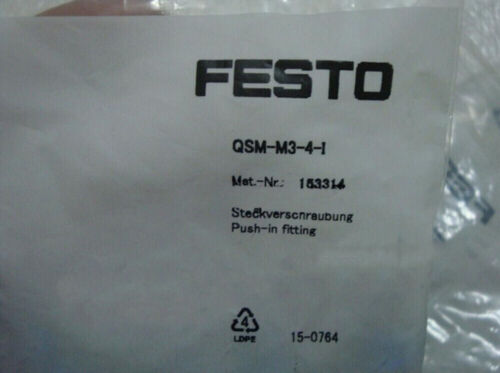 FESTO
QSM-M3-4-I
Mat.-Nr.: 153314
Steckverschraubung
Push-in fitting
4
LDPE
15-0764